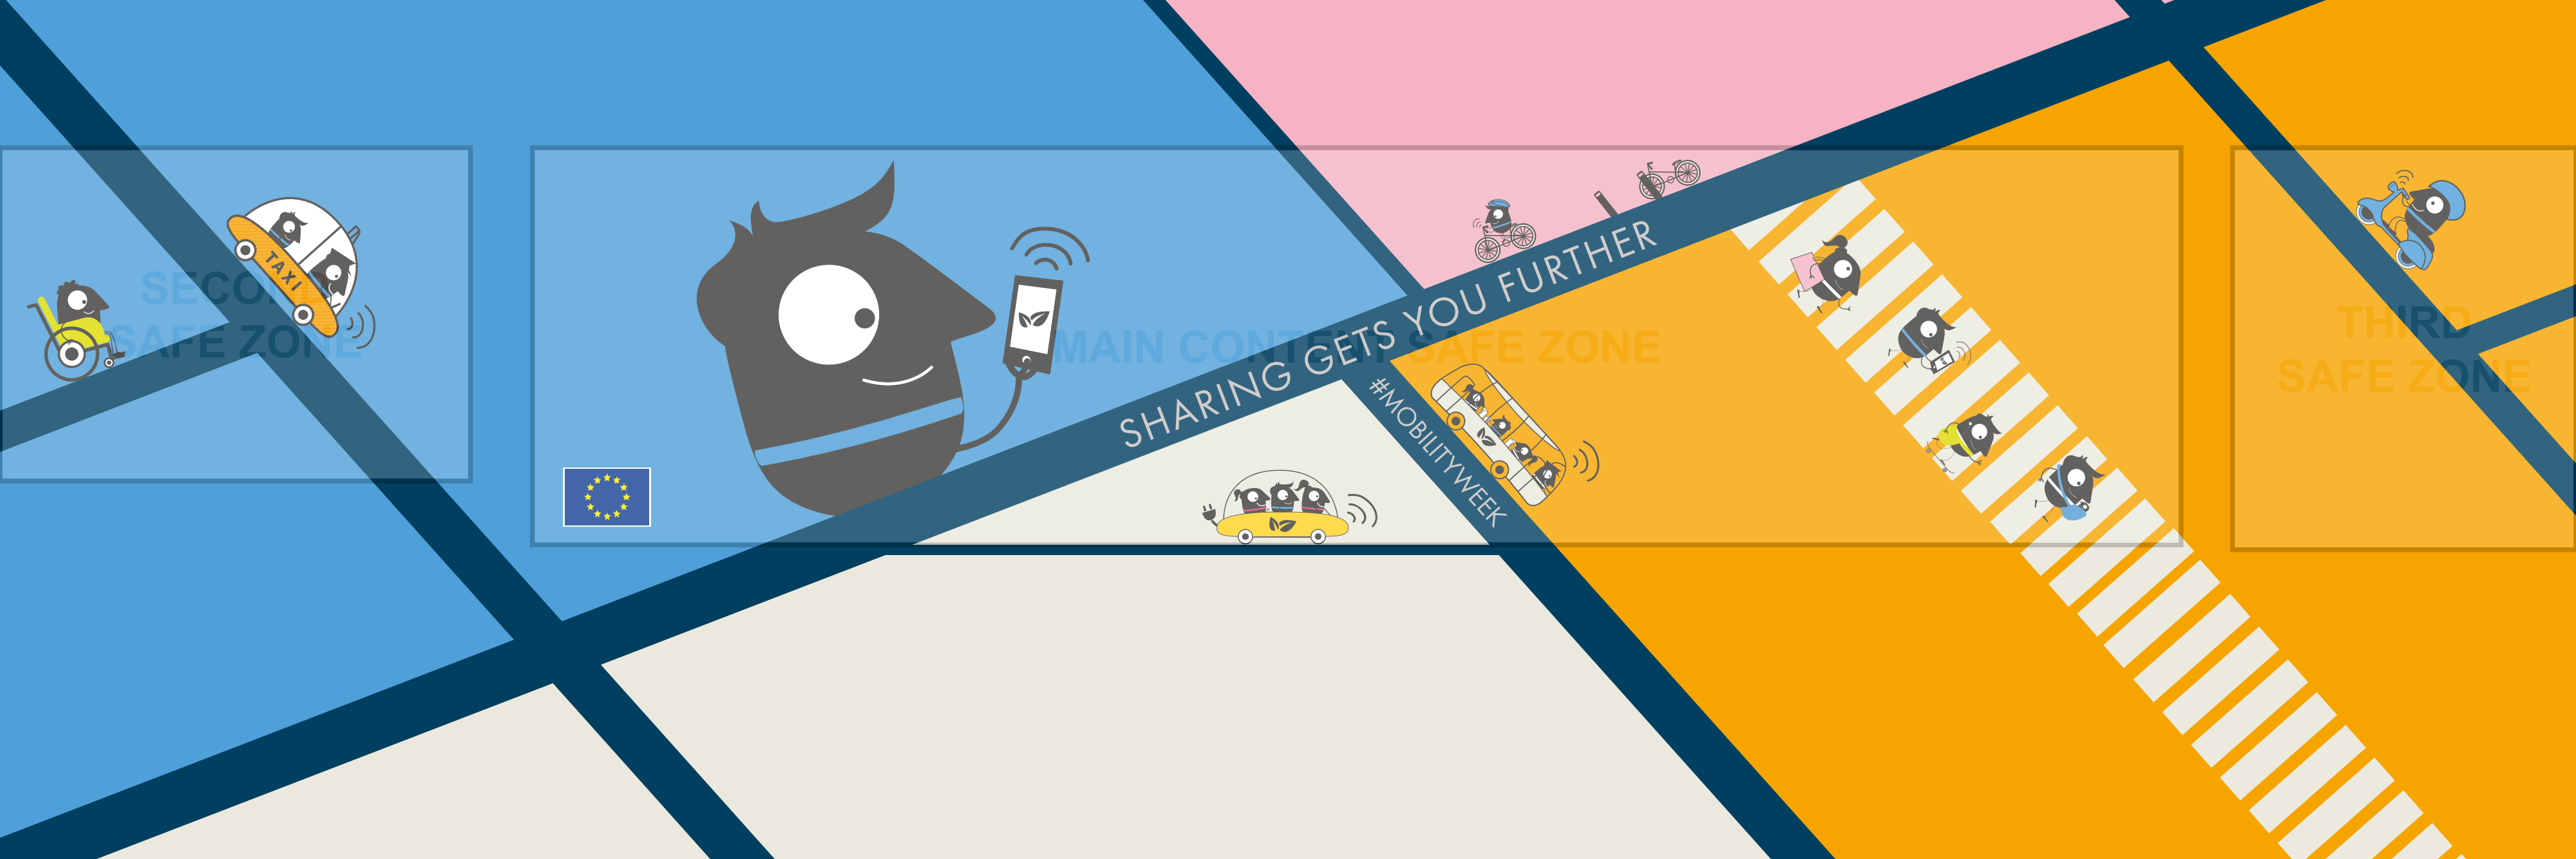 SECOND
SAFE ZONE
TAXI
MAIN CONTENT SAFE ZONE
SHARING GETS YOU FURTHER
#MOBILITYWEEK
THIRD
SAFE ZONE